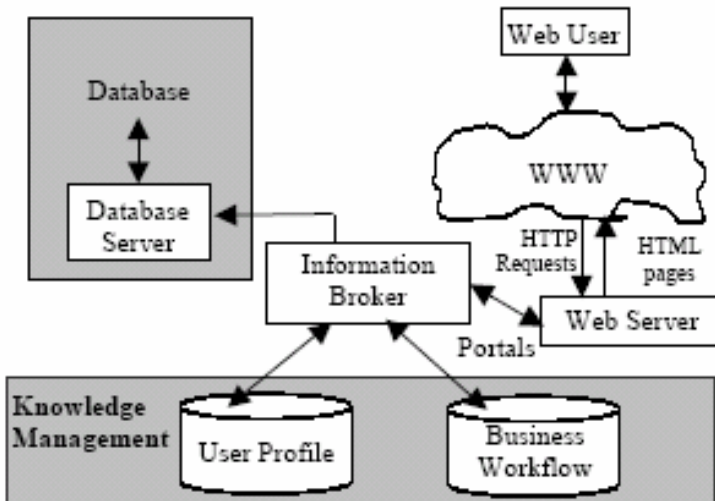 Web User
Database
WWW
Database
Server
HTTP
Requests
HTML
pages
Information
Broker
Web Server
Portals
Knowledge
Management
User Profile
Business
Workflow